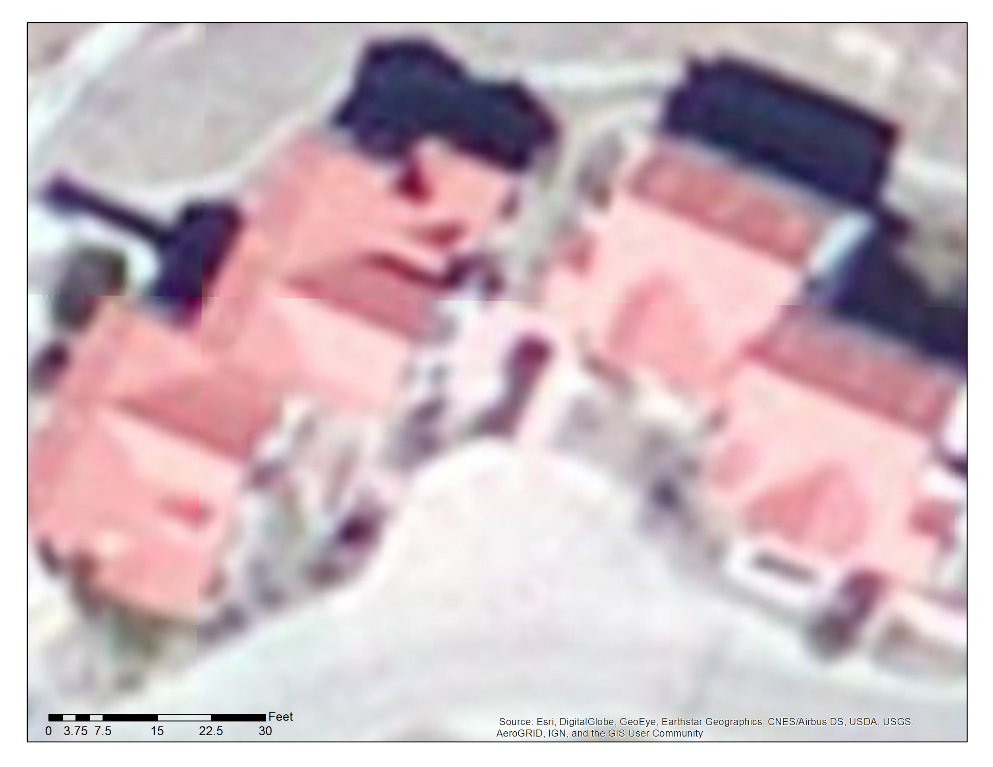 Feet
0 3.75 7.5 15 22.5 30
Source: Esri, DigitalGlobe, GeoEye, Earthstar Geographics, CNES/Airbus DS, USDA, USGS
AeroGRID, IGN, and the GIS User Community